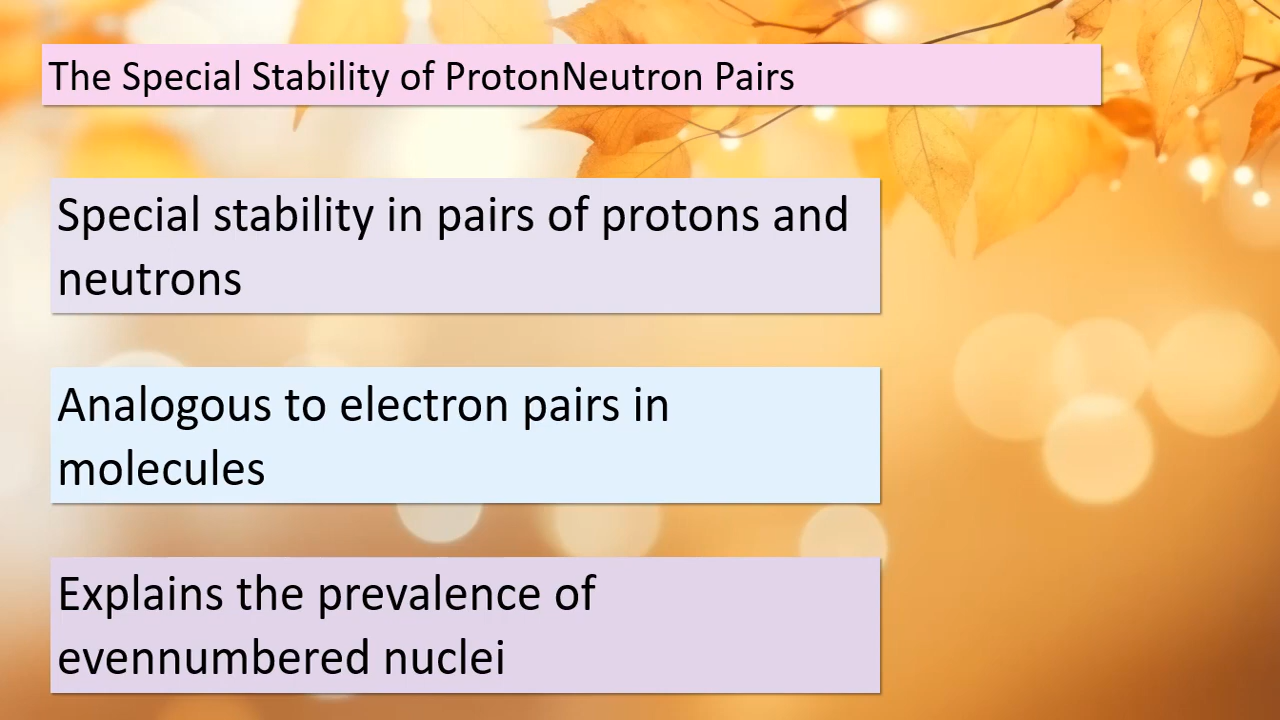 The Special Stability of ProtonNeutron Pairs
Special stability in pairs of protons and
neutrons
Analogous to electron pairs in
molecules
Explains the prevalence of
evennumbered nuclei